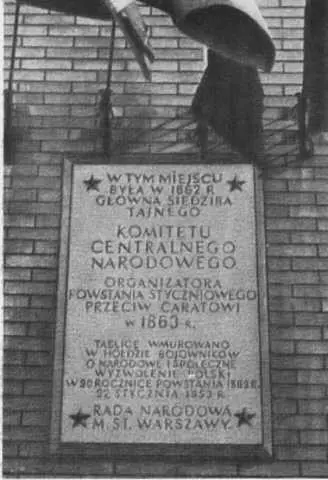 W TYM MIEJSCU
BYŁA W 1862 R
GŁÓWNA SIEDZIBA
TAJNEGO
KOMITETU
CENTRALNEGO
NARODOWEGO
ORGANIZATORA
POWSTANIA STYCZNIOWEGO
PRZECIW CARATOWI
W 1863 R.
TABLICĘ WMUROWANO
W HOŁDZIE BOJOWNIKÓW
O NARODOWE I SPOŁECZNE
WYZWOLENIE POLSKI
W 90 ROCZNICĘ POWSTANIA 1863 R.
22 STYCZNIA 1953 R.
RADA NARODOWA
M. ST. WARSZAWY